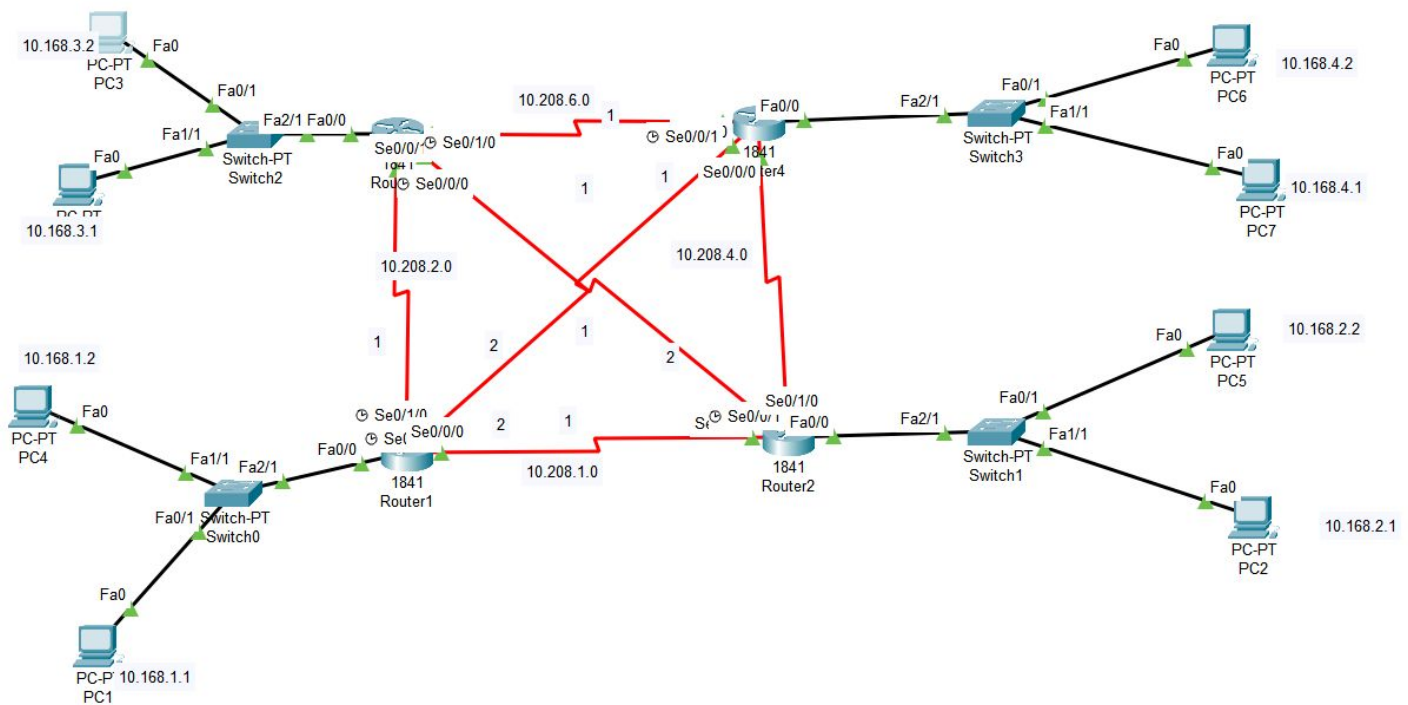 10.168.3.2
Fa0
PC-PT
PC3
Fa0/1
Fa2/1
Fa0/0
Fa1/1
Switch-PT
Switch2
Fa0
10.168.3.1
10.208.6.0
1
Se0/1/0
Se0/0/0
1841
Fa0/0
Se0/0/1
1841
Se0/0/0
Fa2/1
Switch-PT
Switch3
Fa0/1
Fa1/1
Fa0
PC-PT
PC6
10.168.4.2
Fa0
10.168.4.1
PC-PT
PC7
1
1
10.208.2.0
10.208.4.0
1
2
1
2
10.168.1.2
Fa0
PC-PT
PC4
Fa1/1
Fa2/1
Fa0/1
Switch-PT
Switch0
Fa0
10.168.1.1
PC1
Fa0/0
Se0/1/0
Se0/0/0
1841
Router1
2
1
10.208.1.0
Se0/1/0
Fa0/0
1841
Router2
Fa2/1
Switch-PT
Switch1
Fa0/1
Fa1/1
Fa0
PC-PT
PC5
10.168.2.2
Fa0
PC-PT
PC2
10.168.2.1